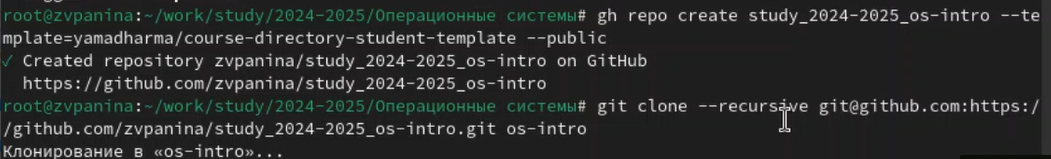 root@zvpanina:~/work/study/2024-2025/Операционные системы# gh repo create study_2024-2025_os-intro --te
mplate=yamadharma/course-directory-student-template --public
✓ Created repository zvpanina/study_2024-2025_os-intro on GitHub
https://github.com/zvpanina/study_2024-2025_os-intro
root@zvpanina:~/work/study/2024-2025/Операционные системы# git clone --recursive git@github.com:https:/
/github.com/zvpanina/study_2024-2025_os-intro.git os-intro
Клонирование в «os-intro»...